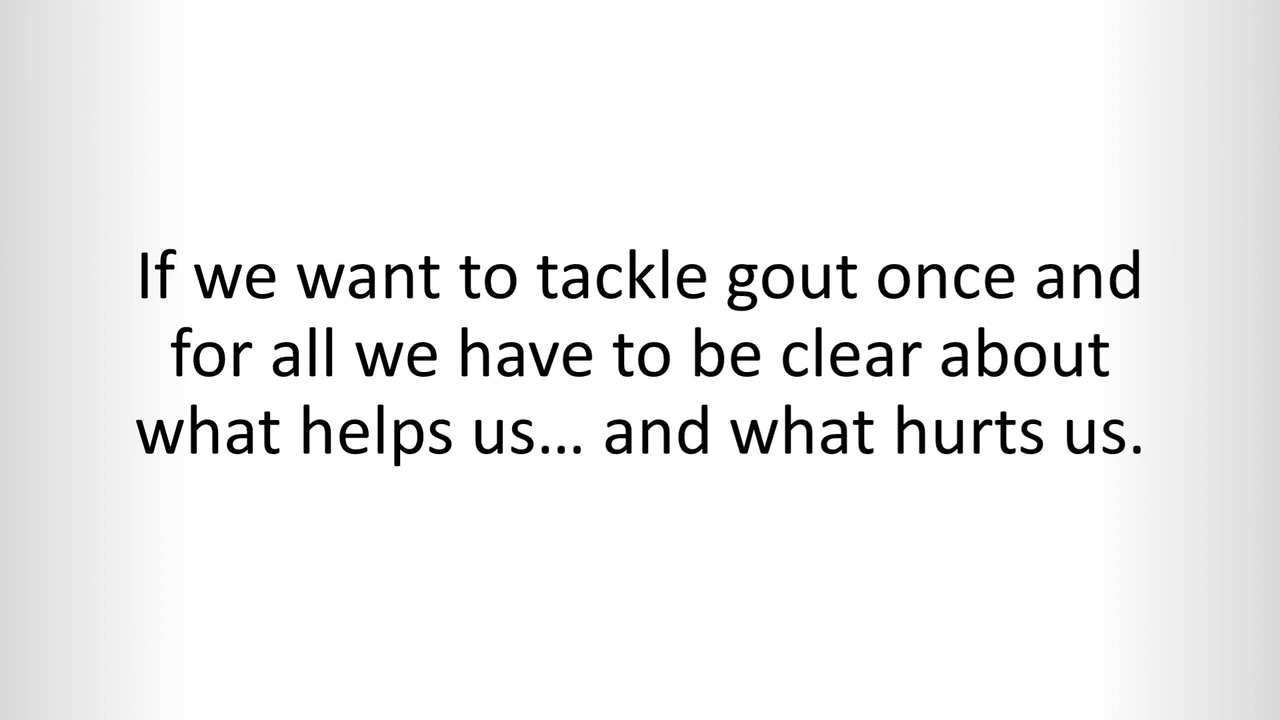 If we want to tackle gout once and
for all we have to be clear about
what helps us... and what hurts us.